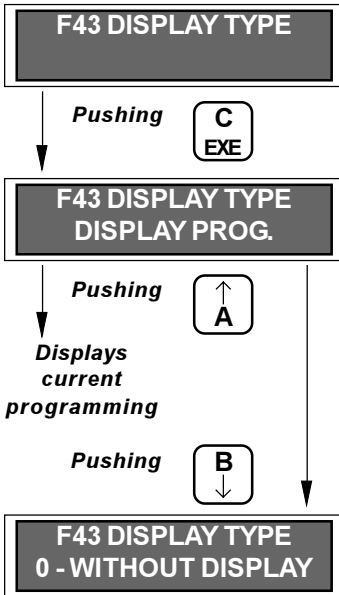 F43 DISPLAY TYPE
Pushing
C
EXE
F43 DISPLAY TYPE
DISPLAY PROG.
Pushing
↑
A
Displays
current
programming
Pushing
B
↓
F43 DISPLAY TYPE
0 - WITHOUT DISPLAY